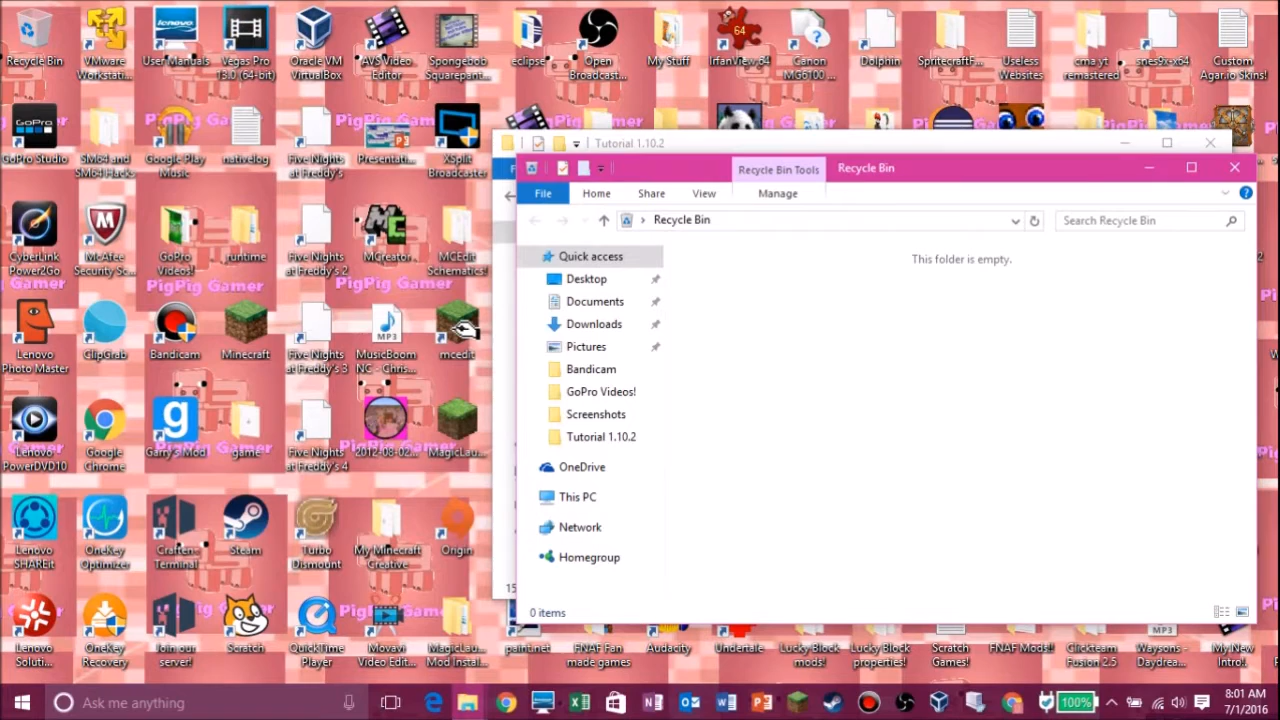 Recycle Bin
VMware
Workstat...
User Manuals
Vegas Pro
13.0 (64-bit)
Oracle VM
VirtualBox
AVS Video
Editor
Spongebob
Squarepant...
eclipse
Open
Broadcast...
My Stuff
64
IrfanView 64
Canon
MG6100
Dolphin
SpritecraftF...
Useless
Websites
cma.yt
remastered
snes9x-x64
Custom
Agar.io Skins!
GoPro Studio
SM64 and
SM64 Hacks
Google Play
Music
nativelog
Five Nights
at Freddy's
Presentati...
XSplit
Broadcaster
Tutorial 1.10.2
Recycle Bin Tools
Recycle Bin
File
Home
Share
View
Manage
Recycle Bin
Search Recycle Bin
Quick access
Desktop
Documents
Downloads
Pictures
Bandicam
GoPro Videos!
Screenshots
Tutorial 1.10.2
OneDrive
This PC
Network
Homegroup
This folder is empty.
0 items
CyberLink
Power2Go
McAfee
Security Sc...
GoPro
Videos!
runtime
Five Nights
at Freddy's 2
MCreator
MCEdit
Schematics!
PigPig Gamer
Lenovo
Photo Master
ClipGrab
Bandicam
Minecraft
Five Nights
at Freddy's 3
MP3
MusicBoom
NC - Chris...
mcedit
Lenovo
PowerDVD10
Google
Chrome
Garry's Mod
game
Five Nights
at Freddy's 4
2012-08-02...
MagicLau...
Lenovo
SHAREit
OneKey
Optimizer
Craftene
Terminal
Steam
Turbo
Dismount
My Minecraft
Creative
Origin
Lenovo
Soluti...
OneKey
Recovery
Join our
server!
Scratch
QuickTime
Player
Movavi
Video Edit...
MagicLau...
Mod Instal...
paint.net
FNAF Fan
made games
Audacity
Undertale
Lucky Block
mods!
Lucky Block
properties!
Scratch
Games!
FNAF Mods!!
Clickteam
Fusion 2.5
MP3
Waysons -
Daydrea...
My New
Intro!.
Ask me anything
100%
8:01 AM
7/1/2016